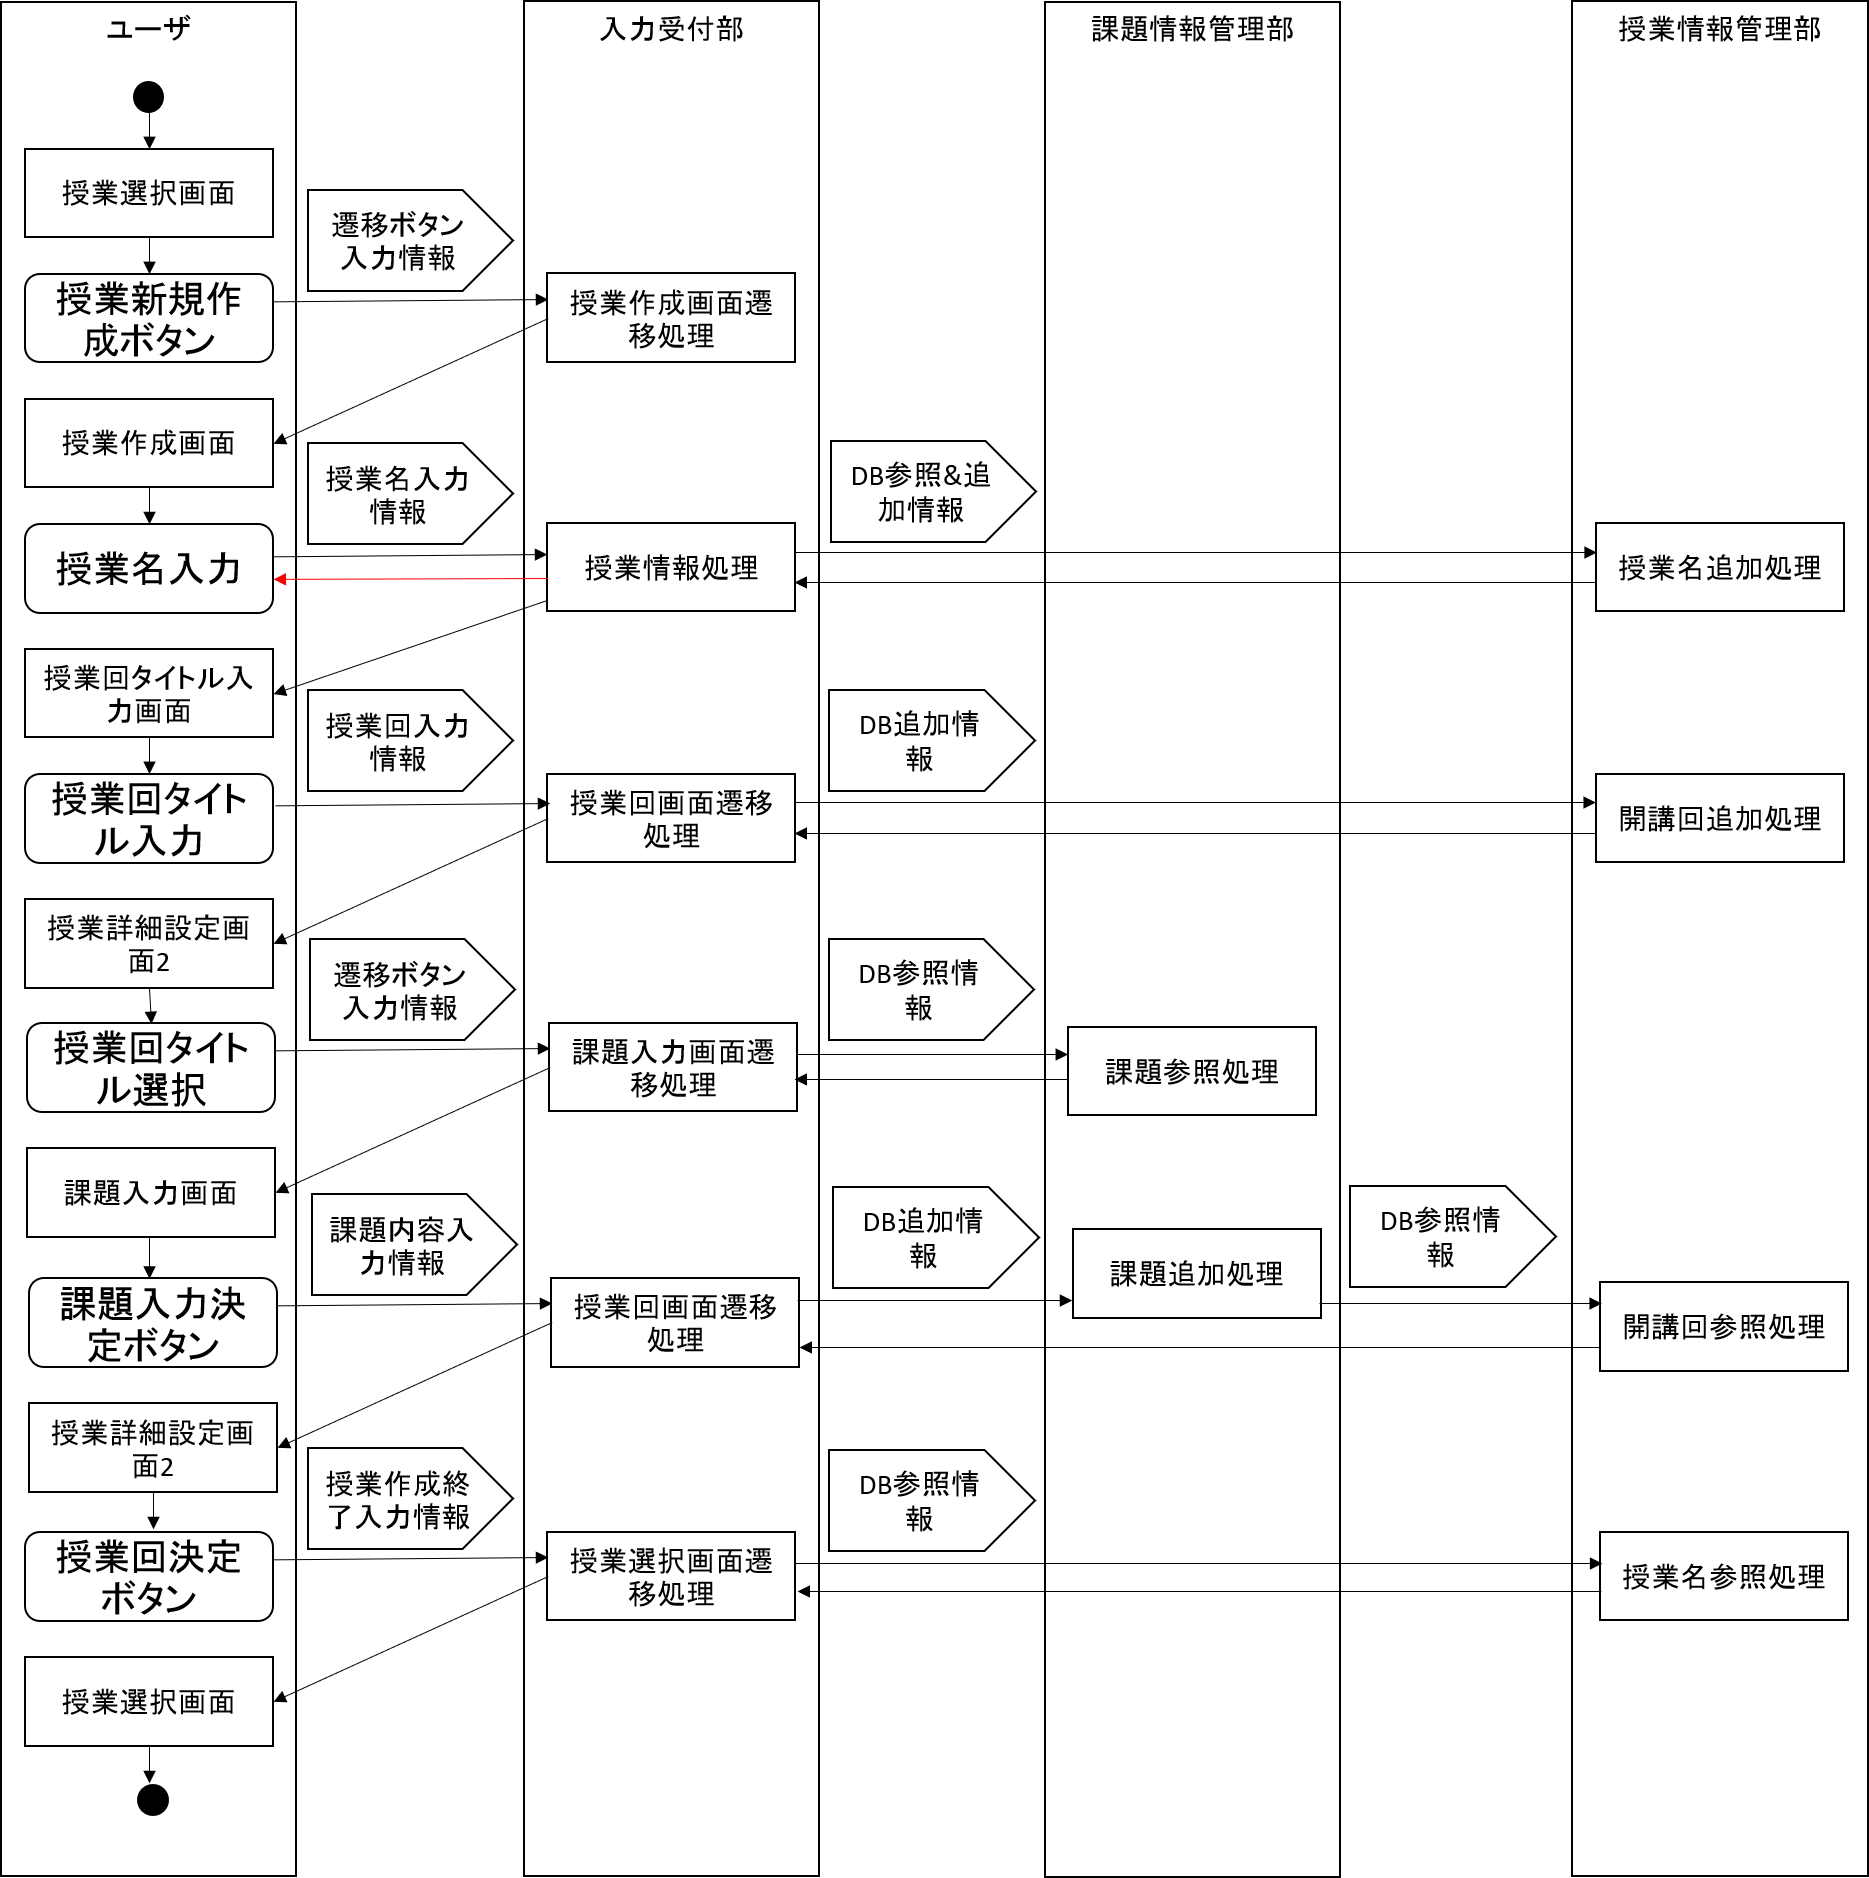 ユーザ
入力受付部
課題情報管理部
授業情報管理部
授業選択画面
遷移ボタン
入力情報
授業新規作
成ボタン
授業作成画面遷
移処理
授業作成画面
授業名入力
情報
DB参照&追
加情報
授業名入力
授業情報処理
授業名追加処理
授業回タイトル入
力画面
授業回入力
情報
DB追加情
報
授業回タイト
ル入力
授業回画面遷移
処理
開講回追加処理
授業詳細設定画
面2
遷移ボタン
入力情報
DB参照情
報
授業回タイト
ル選択
課題入力画面遷
移処理
課題参照処理
課題入力画面
課題内容入
力情報
DB追加情
報
課題追加処理
DB参照情
報
課題入力決
定ボタン
授業回画面遷移
処理
開講回参照処理
授業詳細設定画
面2
授業作成終
了入力情報
DB参照情
報
授業回決定
ボタン
授業選択画面遷
移処理
授業名参照処理
授業選択画面